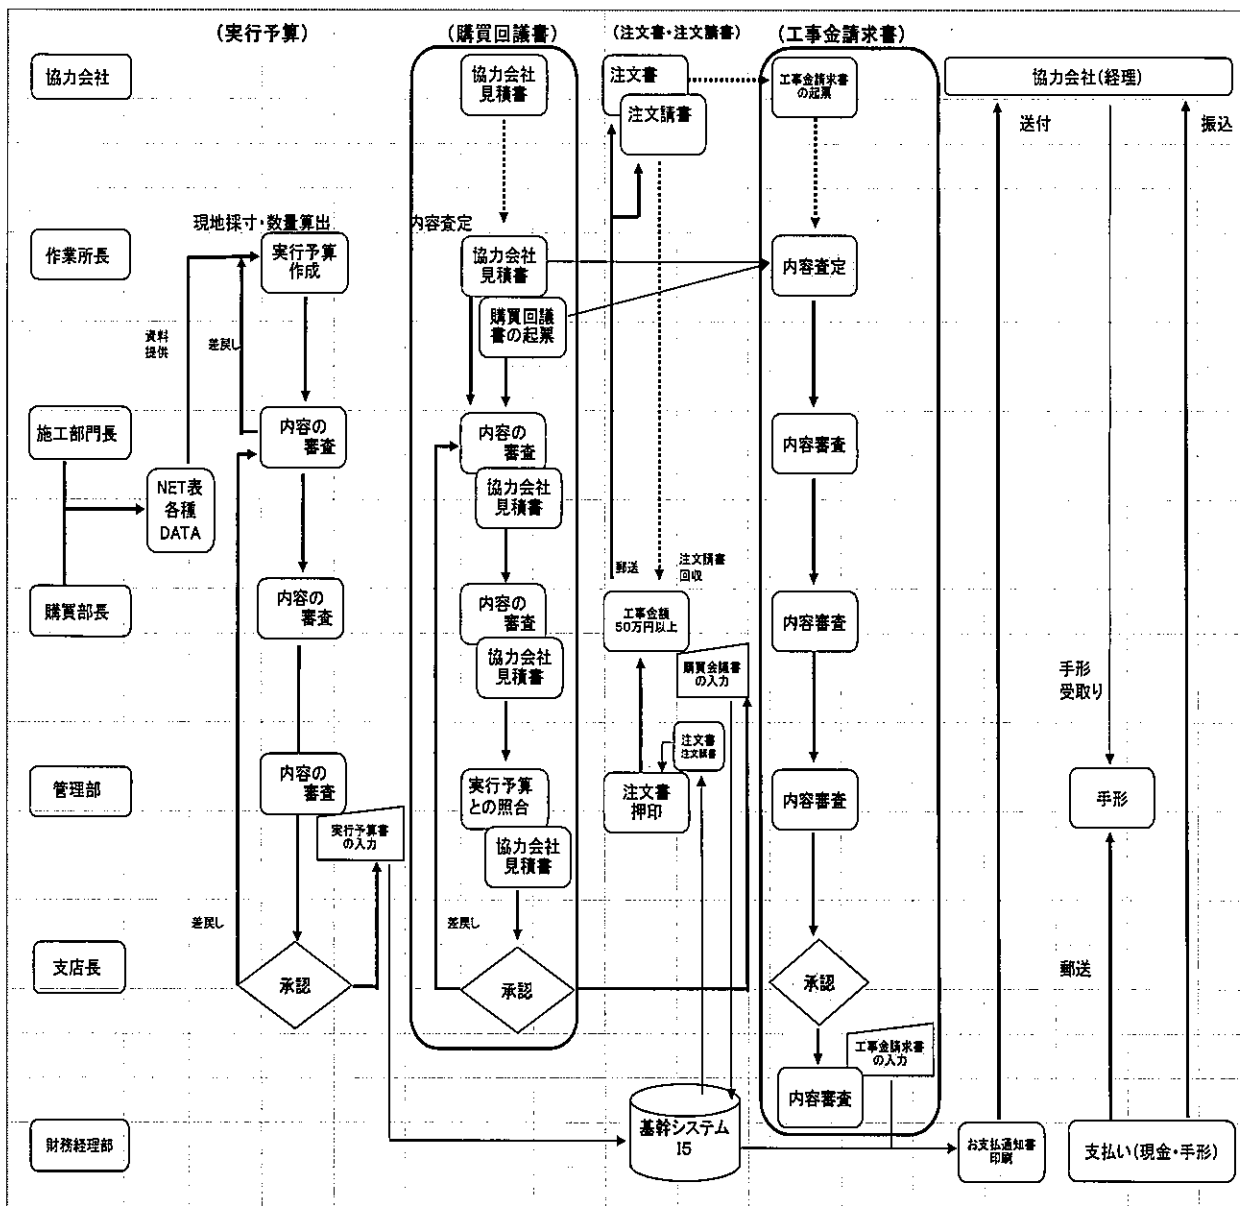 (実行予算)
(購買回議書)
(注文書・注文請書)
(工事金請求書)
協力会社
協力会社
見積書
注文書
注文請書
工事金請求書
の起票
協力会社(経理)
送付
振込
現地採寸・数量算出
内容査定
作業所長
実行予算
作成
協力会社
見積書
内容査定
購買回議
書の起票
資料
提供
差戻し
施工部門長
内容の
審査
内容の
審査
内容審査
NET表
各種
DATA
協力会社
見積書
郵送
注文請書
回収
購買部長
内容の
審査
内容の
審査
工事金額
50万円以上
内容審査
協力会社
見積書
購買会議書
の入力
手形
受取り
注文書
注文請書
管理部
内容の
審査
実行予算
との照合
注文書
押印
内容審査
手形
実行予算書
の入力
協力会社
見積書
差戻し
差戻し
支店長
承認
承認
承認
郵送
工事金請求書
の入力
内容審査
財務経理部
基幹システム
I5
お支払通知書
印刷
支払い(現金・手形)